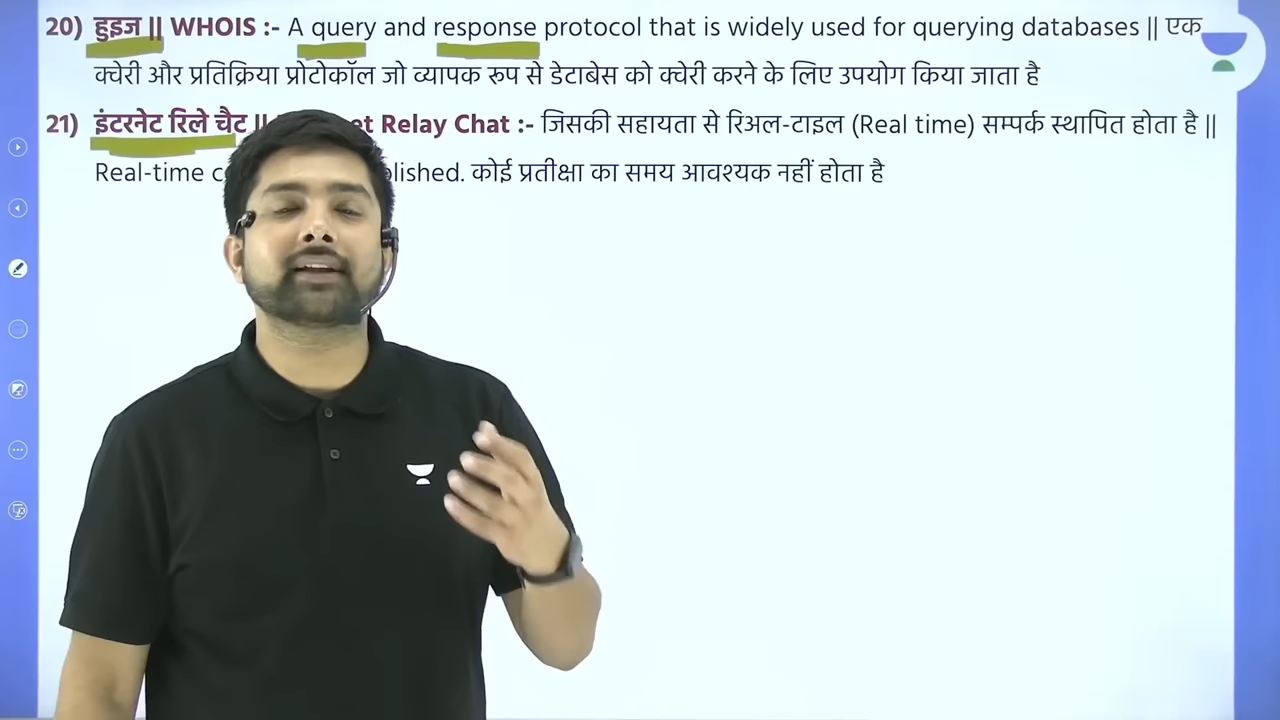 20) हुइज || WHOIS :- A query and response protocol that is widely used for querying databases || एक
क्वेरी और प्रतिक्रिया प्रोटोकॉल जो व्यापक रूप से डेटाबेस को क्वेरी करने के लिए उपयोग किया जाता है
21) इंटरनेट रिले चैट || et Relay Chat :- जिसकी सहायता से रिअल-टाइल (Real time) सम्पर्क स्थापित होता है ||
Real-time c blished. कोई प्रतीक्षा का समय आवश्यक नहीं होता है